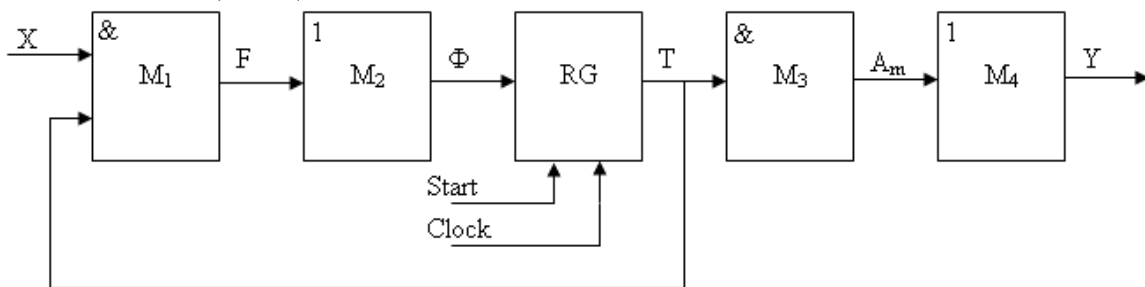 X
&
M₁
F
1
M₂
Φ
RG
T
&
M₃
Aₘ
1
M₄
Y
Start
Clock